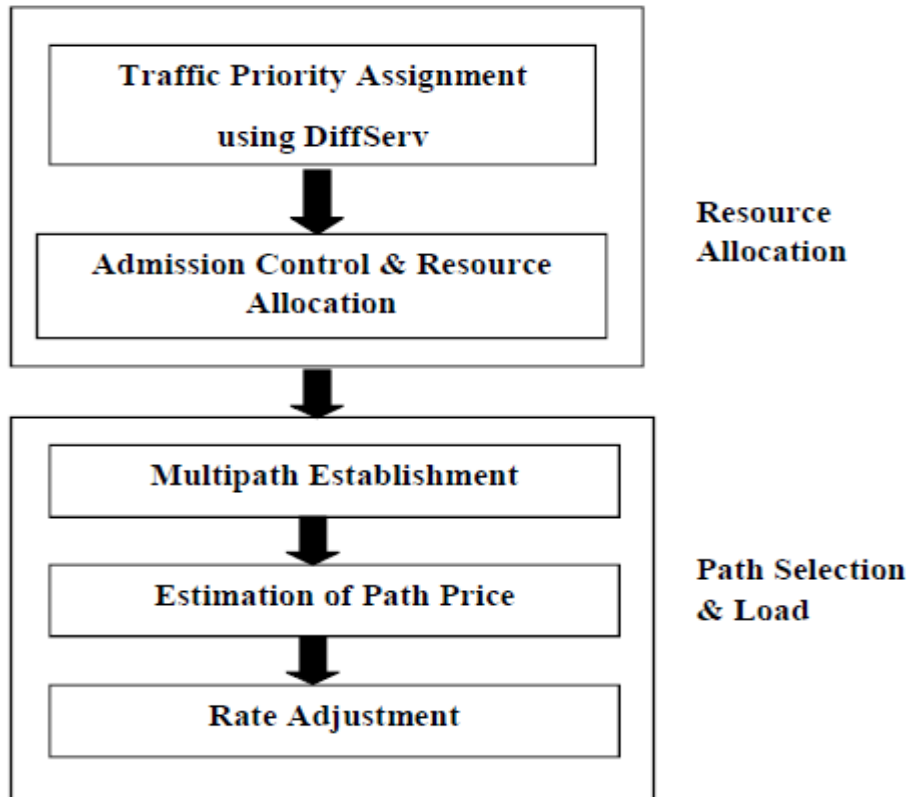 Traffic Priority Assignment
using DiffServ
Admission Control & Resource
Allocation
Resource
Allocation
Multipath Establishment
Estimation of Path Price
Rate Adjustment
Path Selection
& Load